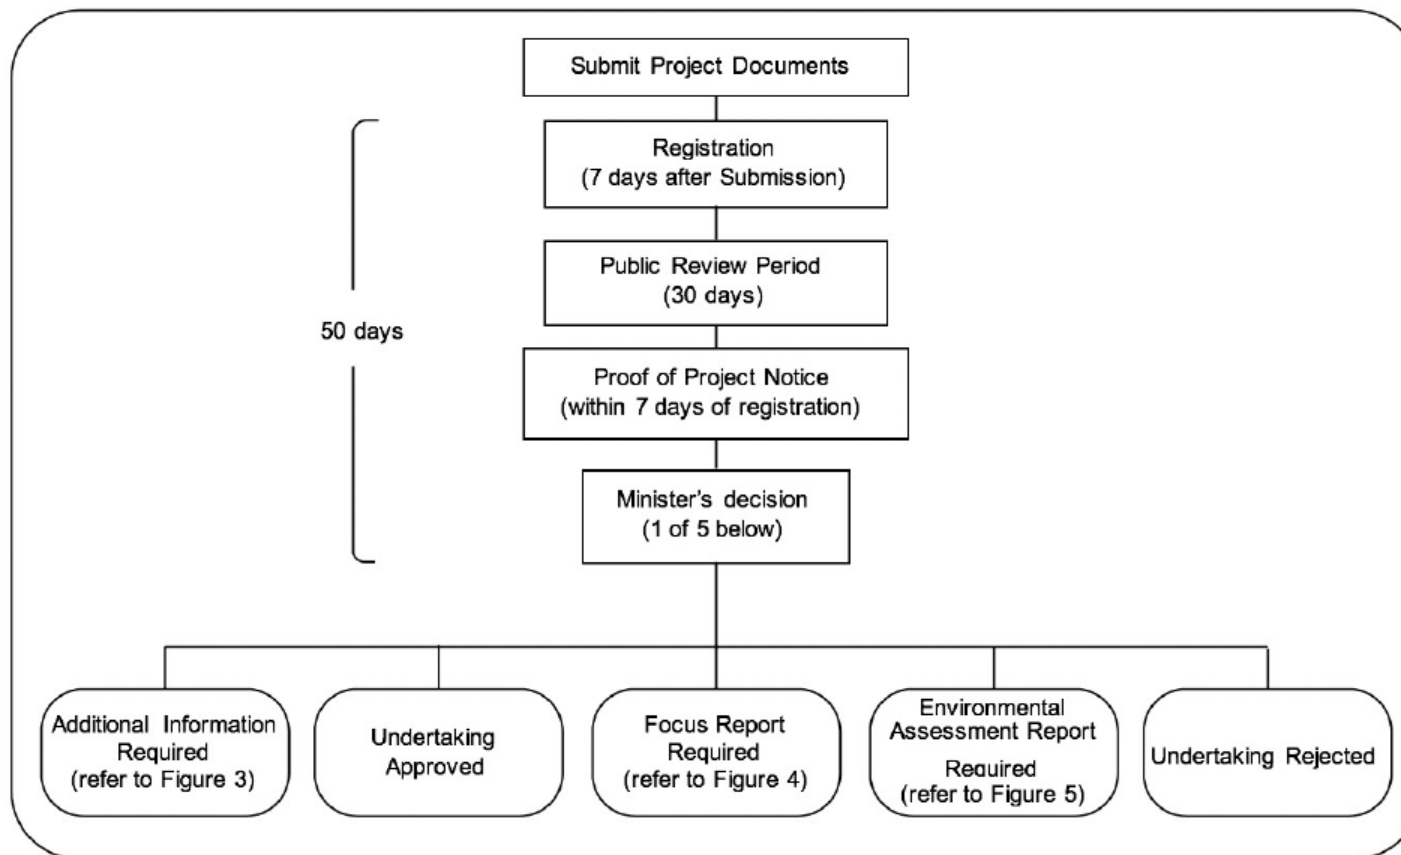 Submit Project Documents
Registration
(7 days after Submission)
Public Review Period
(30 days)
50 days
Proof of Project Notice
(within 7 days of registration)
Minister's decision
(1 of 5 below)
Additional Information
Required
(refer to Figure 3)
Undertaking
Approved
Focus Report
Required
(refer to Figure 4)
Environmental
Assessment Report
Required
(refer to Figure 5)
Undertaking Rejected